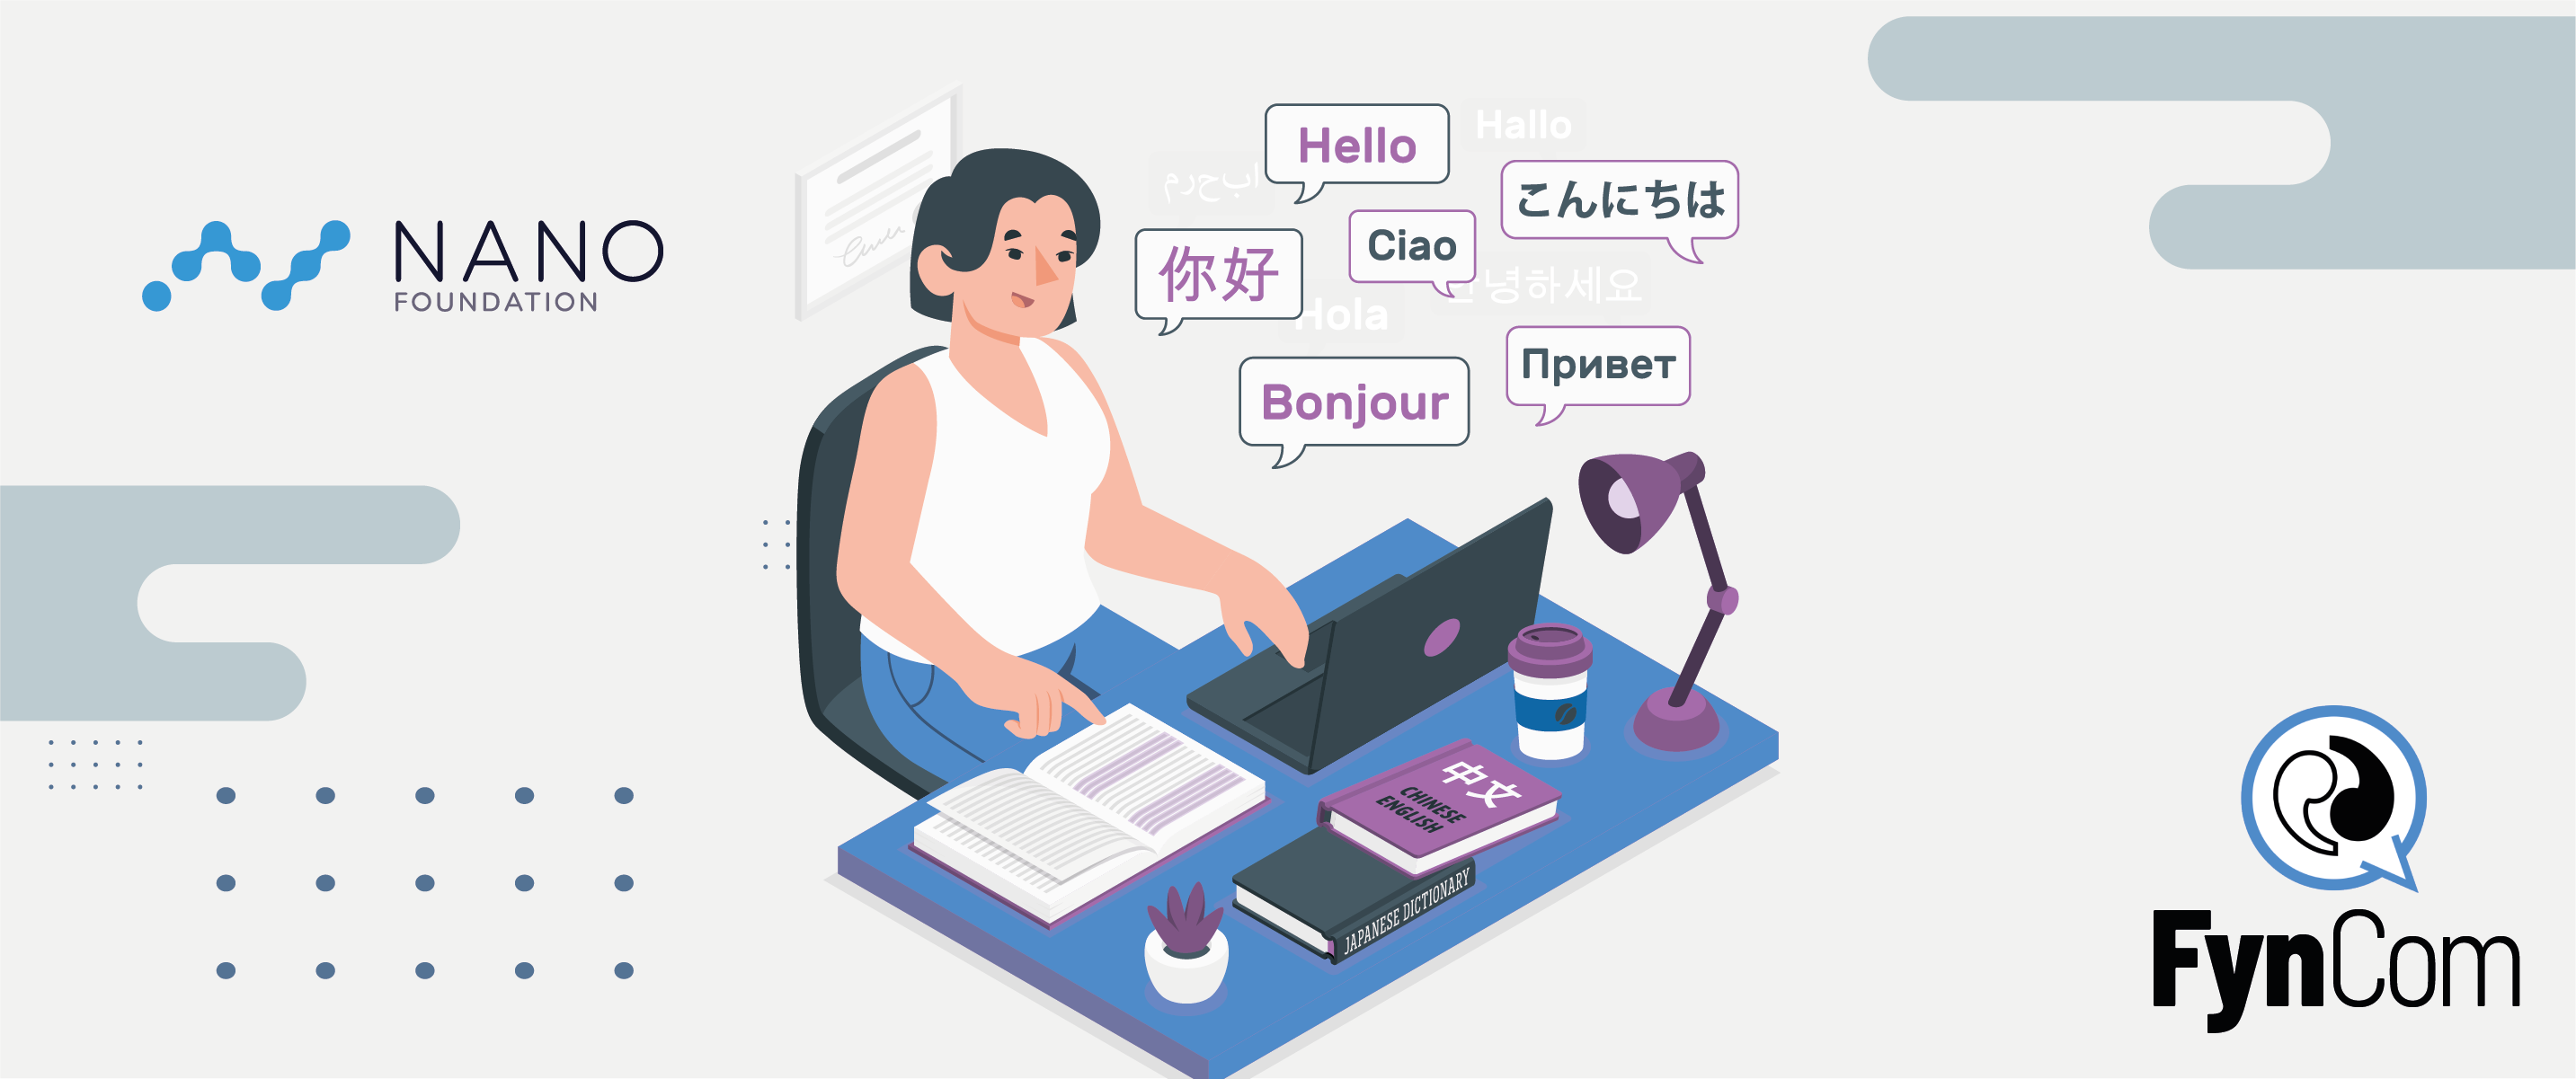 NANO
FOUNDATION
Hello
Hallo
ابحرم
こんにちは
你好
Ciao
안녕하세요
Hola
Привет
Bonjour
中文
CHINESE
ENGLISH
JAPANESE DICTIONARY
FynCom